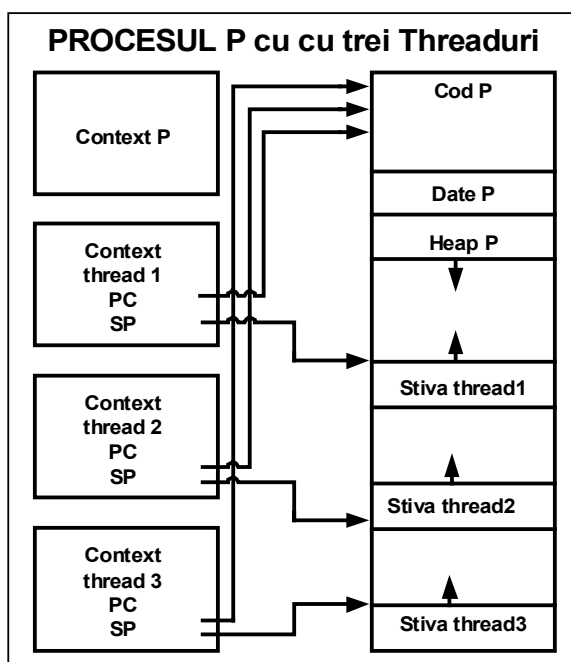 PROCESUL P cu cu trei Threaduri
Context P
Context
thread 1
PC
SP
Context
thread 2
PC
SP
Context
thread 3
PC
SP
Cod P
Date P
Heap P
Stiva thread1
Stiva thread2
Stiva thread3